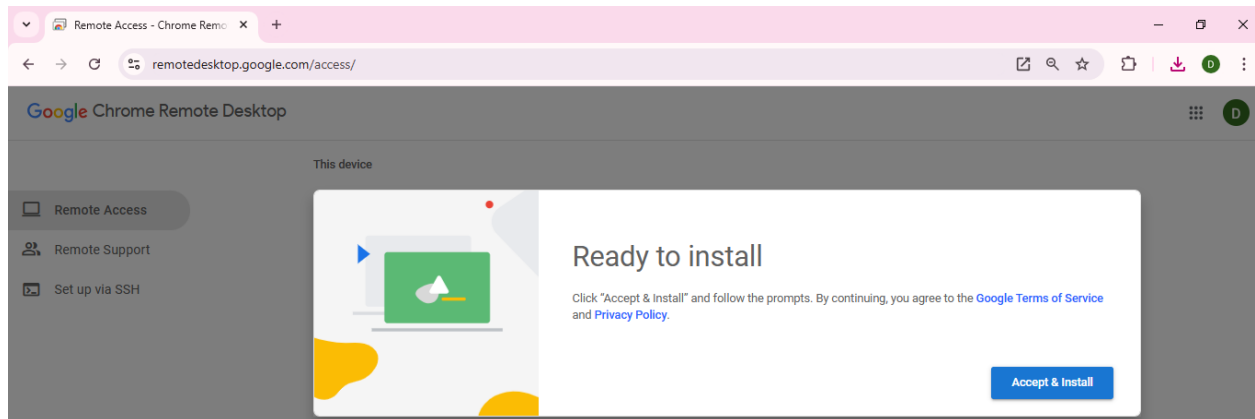 Remote Access - Chrome Remo
remotedesktop.google.com/access/
D
Google Chrome Remote Desktop
D
This device
Remote Access
Remote Support
Set up via SSH
Ready to install
Click “Accept & Install” and follow the prompts. By continuing, you agree to the Google Terms of Service
and Privacy Policy.
Accept & Install